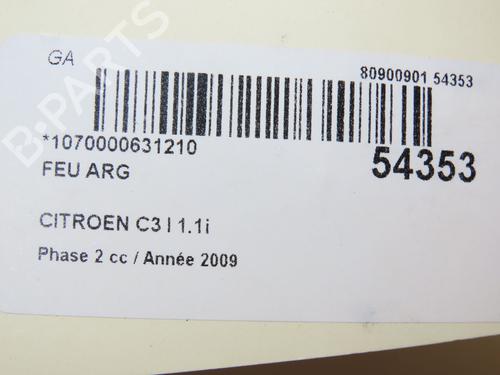 GA
80900901 54353
*1070000631210
54353
FEU ARG
CITROEN C3 I 1.1i
Phase 2 cc / Année 2009
B-PARTS